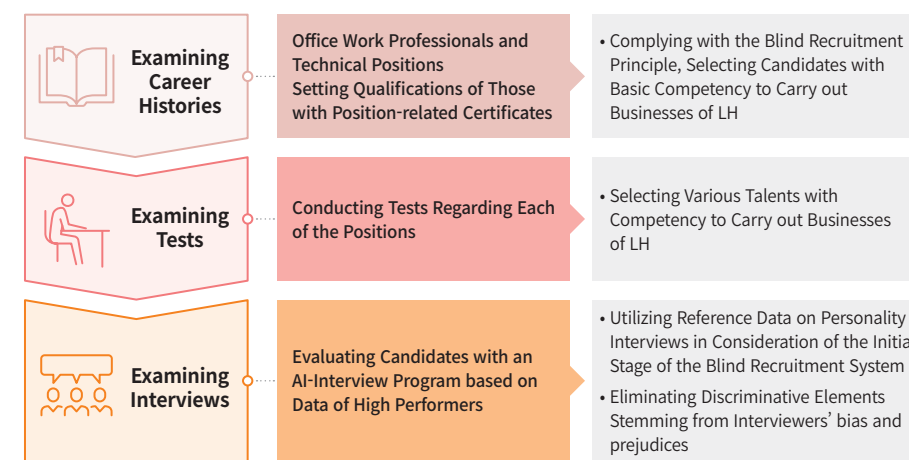 Examining
Career
Histories
Office Work Professionals and
Technical Positions
Setting Qualifications of Those
with Position-related Certificates
• Complying with the Blind Recruitment
Principle, Selecting Candidates with
Basic Competency to Carry out
Businesses of LH
Examining
Tests
Conducting Tests Regarding Each
of the Positions
• Selecting Various Talents with
Competency to Carry out Businesses
of LH
Examining
Interviews
Evaluating Candidates with an
AI-Interview Program based on
Data of High Performers
• Utilizing Reference Data on Personality
Interviews in Consideration of the Initia
Stage of the Blind Recruitment System
• Eliminating Discriminative Elements
Stemming from Interviewers’ bias and
prejudices